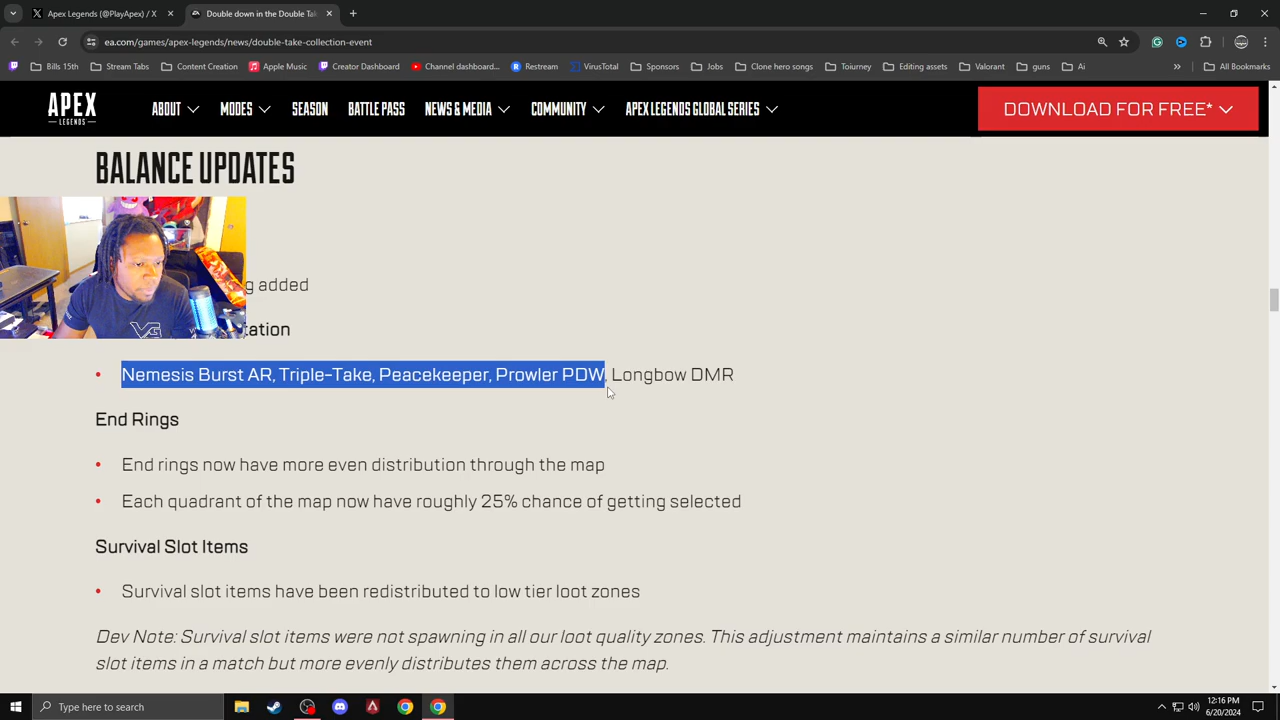 Apex Legends (@PlayApex) / X
Double down in the Double Tak
ea.com/games/apex-legends/news/double-take-collection-event
Bills 15th
Stream Tabs
Content Creation
Apple Music
Creator Dashboard
Channel dashboard...
Restream
VirusTotal
Sponsors
Jobs
Clone hero songs
Toiurney
Editing assets
Valorant
guns
Ai
All Bookmarks
APEX
LEGENDS
ABOUT
MODES
SEASON
BATTLE PASS
NEWS & MEDIA
COMMUNITY
APEX LEGENDS GLOBAL SERIES
DOWNLOAD FOR FREE*
BALANCE UPDATES
g added
tation
• Nemesis Burst AR, Triple-Take, Peacekeeper, Prowler PDW, Longbow DMR
End Rings
• End rings now have more even distribution through the map
• Each quadrant of the map now have roughly 25% chance of getting selected
Survival Slot Items
• Survival slot items have been redistributed to low tier loot zones
Dev Note: Survival slot items were not spawning in all our loot quality zones. This adjustment maintains a similar number of survival
slot items in a match but more evenly distributes them across the map.
Type here to search
12:16 PM
6/20/2024